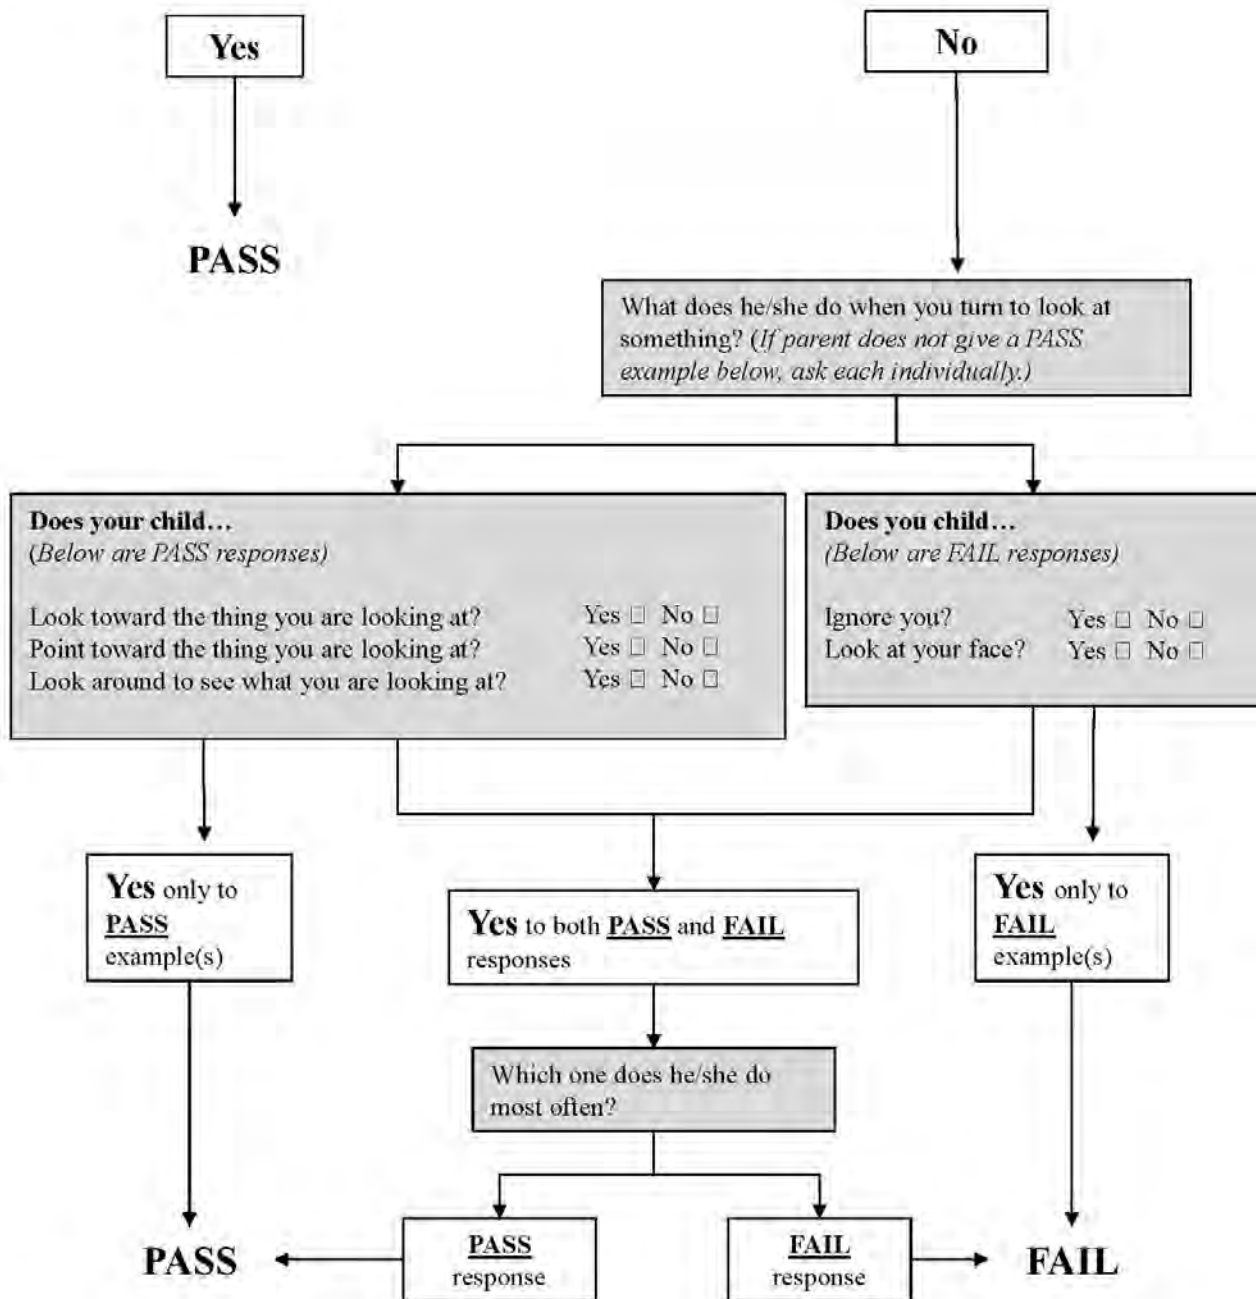 Yes
No
PASS
What does he/she do when you turn to look at
something? (If parent does not give a PASS
example below, ask each individually.)
Does your child…
(Below are PASS responses)
Look toward the thing you are looking at? Yes □ No □
Point toward the thing you are looking at? Yes □ No □
Look around to see what you are looking at? Yes □ No □
Does you child…
(Below are FAIL responses)
Ignore you? Yes □ No □
Look at your face? Yes □ No □
Yes only to
PASS
example(s)
Yes to both PASS and FAIL
responses
Yes only to
FAIL
example(s)
Which one does he/she do
most often?
PASS
PASS
response
FAIL
response
FAIL